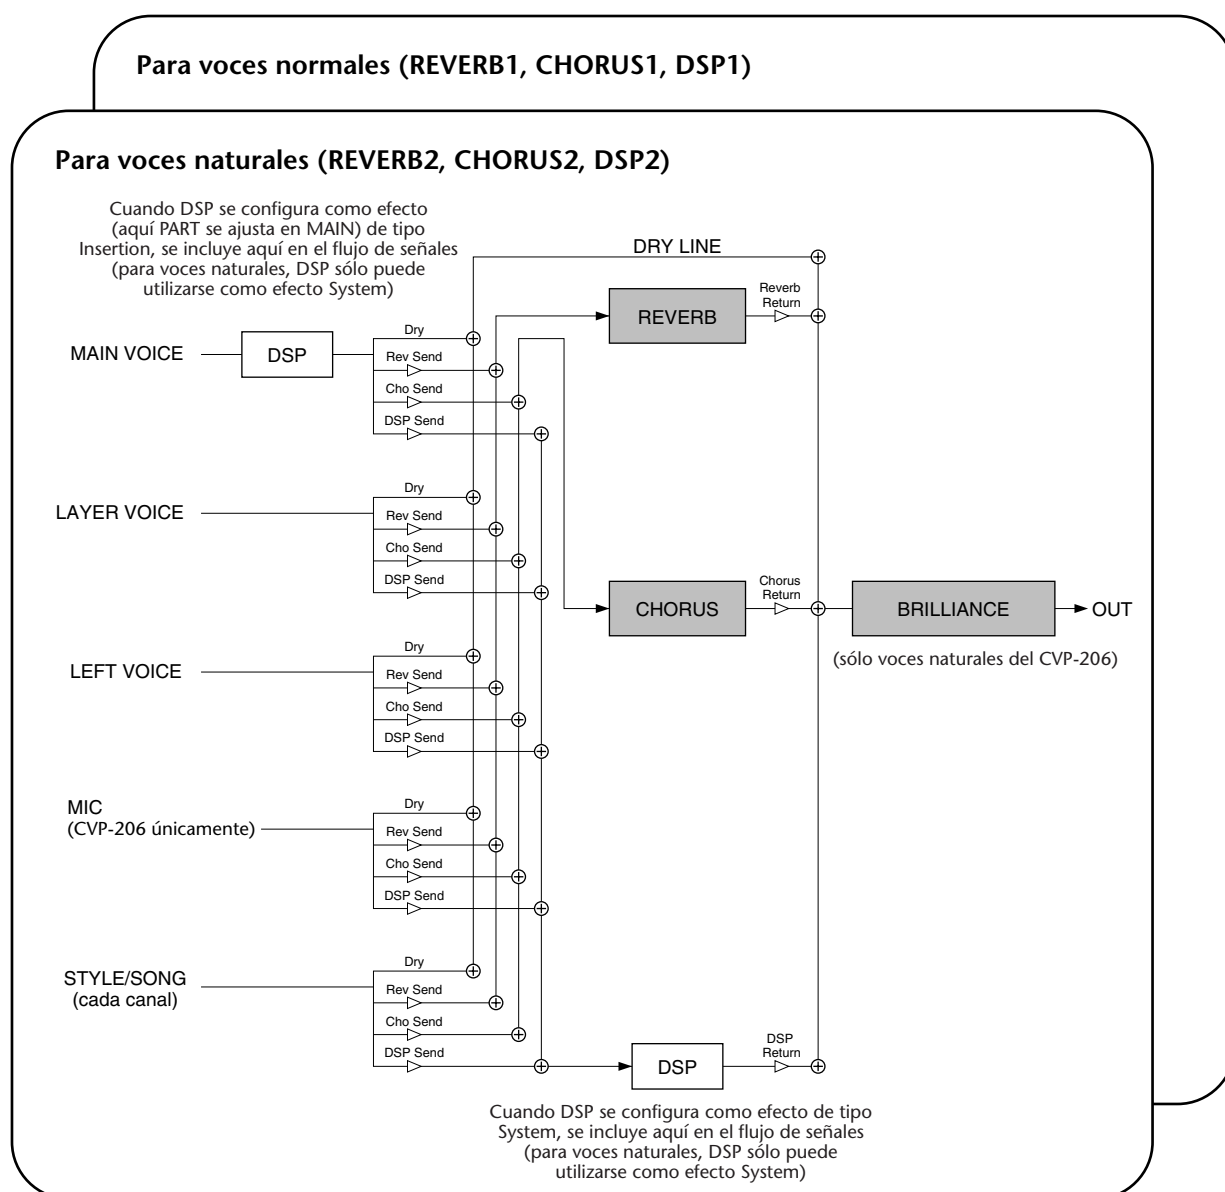 Para voces normales (REVERB1, CHORUS1, DSP1)
Para voces naturales (REVERB2, CHORUS2, DSP2)
Cuando DSP se configura como efecto
(aquí PART se ajusta en MAIN) de tipo
Insertion, se incluye aquí en el flujo de señales
(para voces naturales, DSP sólo puede
utilizarse como efecto System)
DRY LINE
REVERB
Reverb
Return
MAIN VOICE
DSP
Dry
Rev Send
Cho Send
DSP Send
LAYER VOICE
Dry
Rev Send
Cho Send
DSP Send
CHORUS
Chorus
Return
BRILLIANCE
OUT
(sólo voces naturales del CVP-206)
LEFT VOICE
Dry
Rev Send
Cho Send
DSP Send
MIC
(CVP-206 únicamente)
Dry
Rev Send
Cho Send
DSP Send
STYLE/SONG
(cada canal)
Dry
Rev Send
Cho Send
DSP Send
DSP
DSP
Return
Cuando DSP se configura como efecto de tipo
System, se incluye aquí en el flujo de señales
(para voces naturales, DSP sólo puede
utilizarse como efecto System)